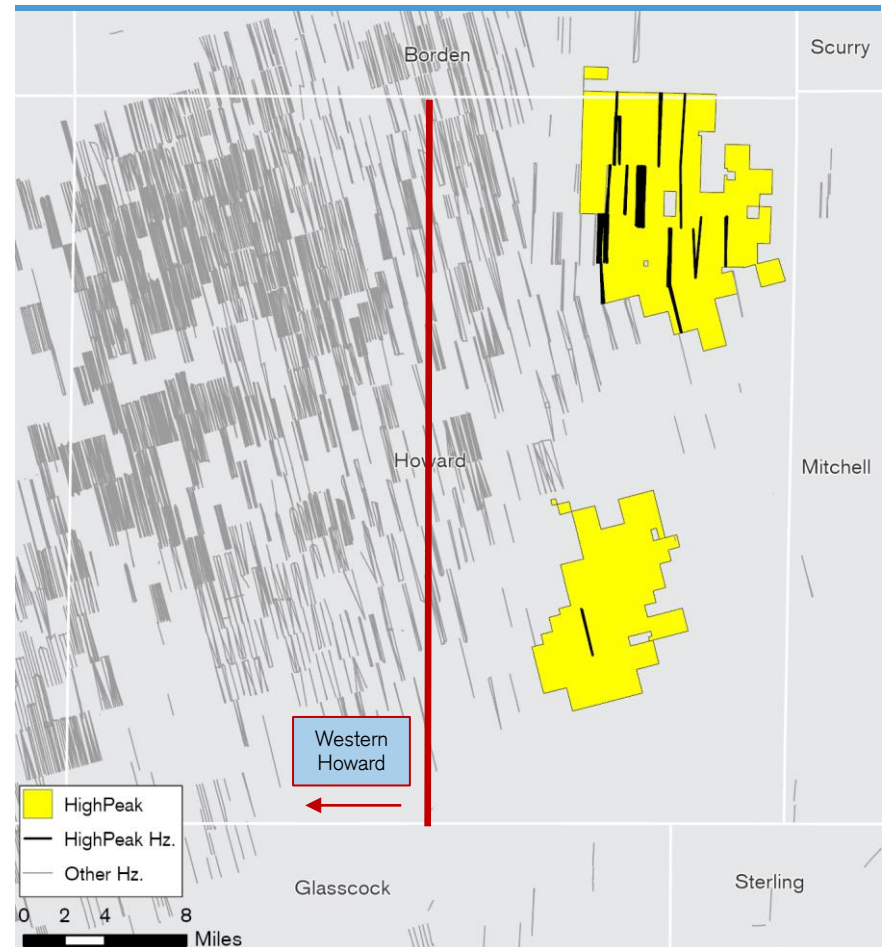 Borden
Scurry
Howard
Mitchell
Western
Howard
HighPeak
HighPeak Hz.
Other Hz.
Glasscock
Sterling
0 2 4 8
Miles